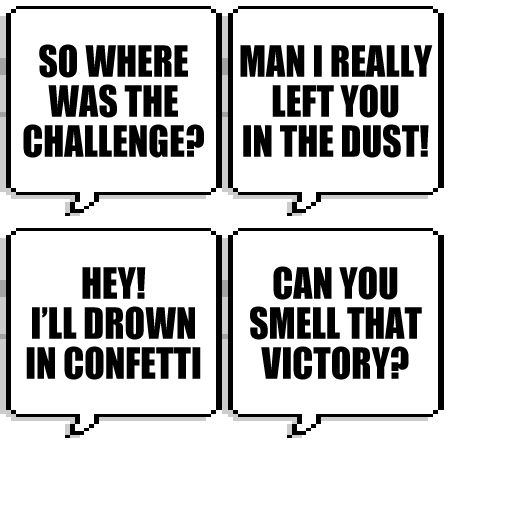 SO WHERE
WAS THE
CHALLENGE?
MAN I REALLY
LEFT YOU
IN THE DUST!
HEY!
I'LL DROWN
IN CONFETTI
CAN YOU
SMELL THAT
VICTORY?